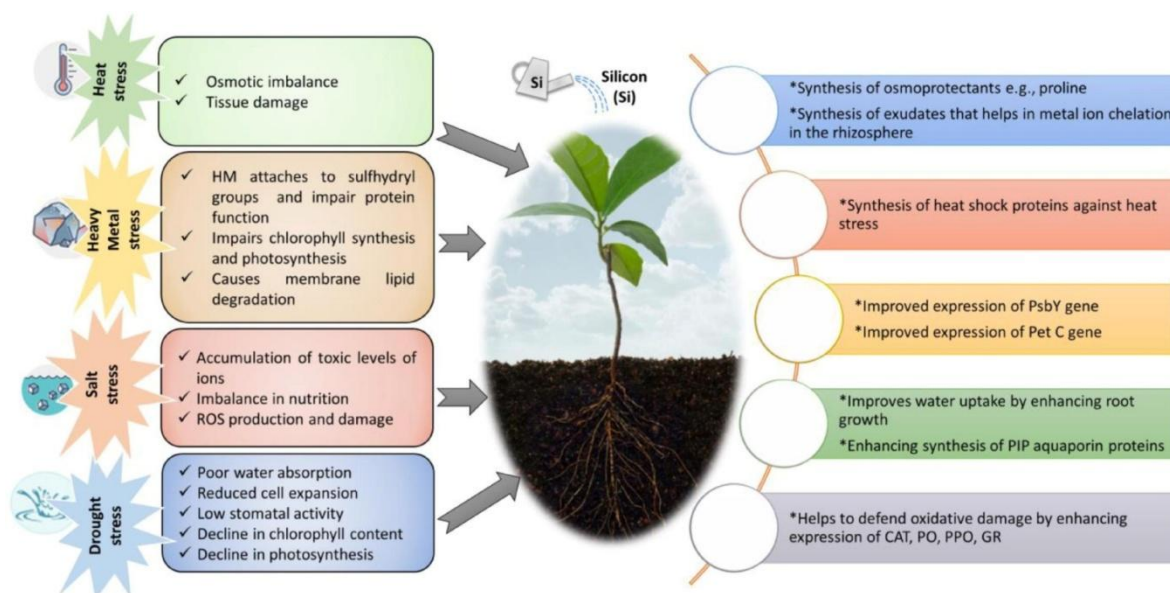 Heat
stress
✓ Osmotic imbalance
✓ Tissue damage
Heavy
Metal
stress
✓ HM attaches to sulfhydryl
groups and impair protein
function
✓ Impairs chlorophyll synthesis
and photosynthesis
✓ Causes membrane lipid
degradation
Salt
stress
✓ Accumulation of toxic levels of
ions
✓ Imbalance in nutrition
✓ ROS production and damage
Drought
stress
✓ Poor water absorption
✓ Reduced cell expansion
✓ Low stomatal activity
✓ Decline in chlorophyll content
✓ Decline in photosynthesis
Si
Silicon
(Si)
*Synthesis of osmoprotectants e.g., proline
*Synthesis of exudates that helps in metal ion chelation
in the rhizosphere
*Synthesis of heat shock proteins against heat
stress
*Improved expression of PsbY gene
*Improved expression of Pet C gene
*Improves water uptake by enhancing root
growth
*Enhancing synthesis of PIP aquaporin proteins
*Helps to defend oxidative damage by enhancing
expression of CAT, PO, PPO, GR